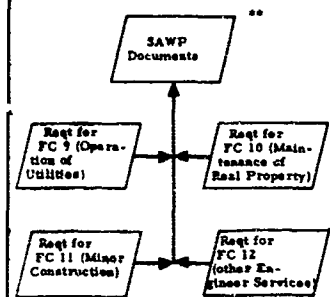 **
SAWP
Documents
Reqt for
FC 9 (Opera-
tion of
Utilities)
Reqt for
FC 10 (Main-
tenance of
Real Property)
Reqt for
FC 11 (Minor
Construction)
Reqt for
FC 12
(other En-
gineer Services)